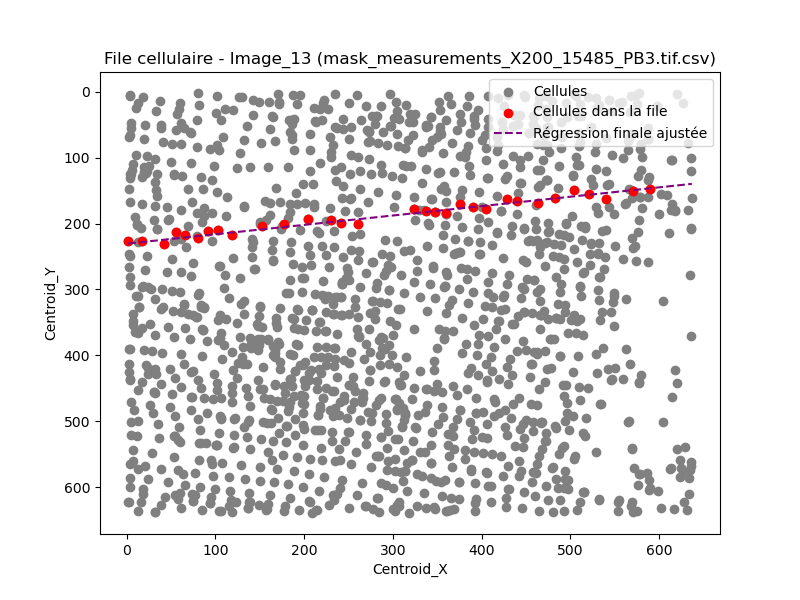 File cellulaire - Image_13 (mask_measurements_X200_15485_PB3.tif.csv)
Cellules
Cellules dans la file
Régression finale ajustée
Centroid_Y
0
100
200
300
400
500
600
0 100 200 300 400 500 600
Centroid_X